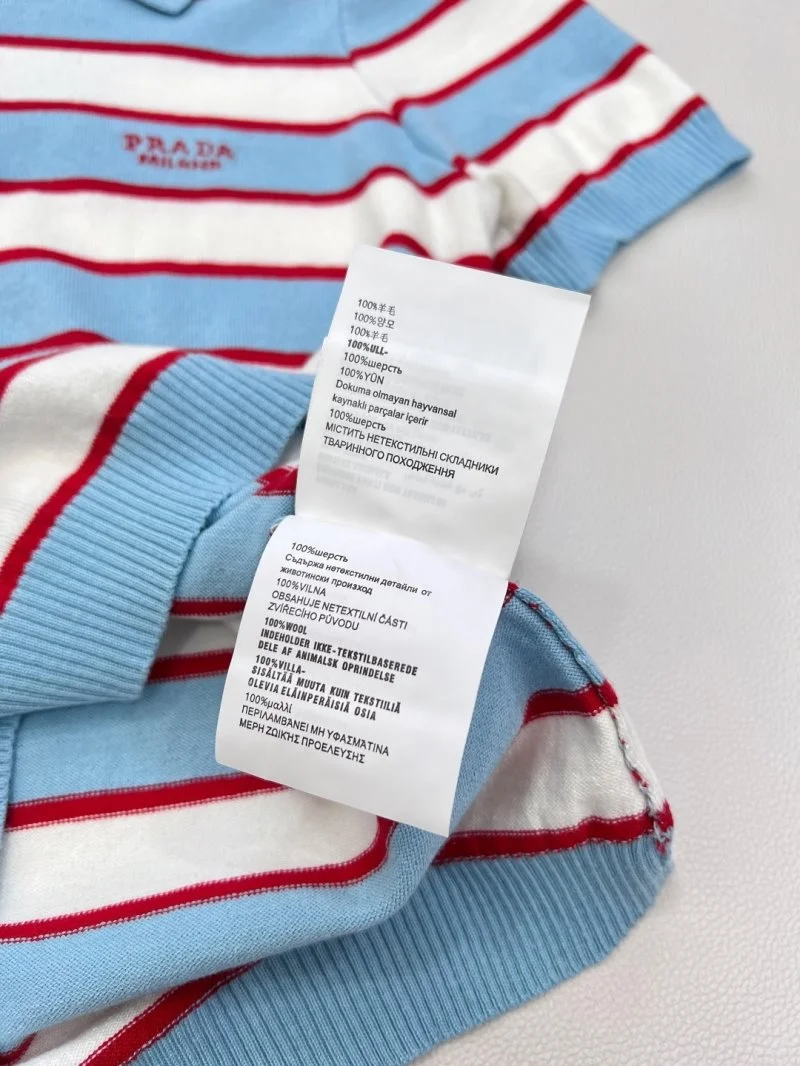 PRADA
MILANO
100%羊毛
100%양모
100%羊毛
100%ULL-
100%шерсть
100%YÜN
Dokuma olmayan hayvansal
kaynaklı parçalar içerir
100%шерсть
МІСТИТЬ НЕТЕКСТИЛЬНІ СКЛАДНИКИ
ТВАРИННОГО ПОХОДЖЕННЯ
100%шерсть
Съдържа нетекстилни детайли от
животински произход
100%VILNA
OBSAHUJE NETEXTILNÍ ČÁSTI
ZVÍŘECÍHO PŮVODU
100%WOOL
INDEHOLDER IKKE-TEKSTILBASEREDE
DELE AF ANIMALSK OPRINDELSE
100%VILLA-
SISÄLTÄÄ MUUTA KUIN TEKSTIILIÄ
OLEVIA ELÄINPERÄISIÄ OSIA
100%μαλλί
ΠΕΡΙΛΑΜΒΆΝΕΙ ΜΗ ΥΦΑΣΜΆΤΙΝΑ
ΜΕΡΗ ΖΩΙΚΗΣ ΠΡΟΕΛΕΥΣΗΣ